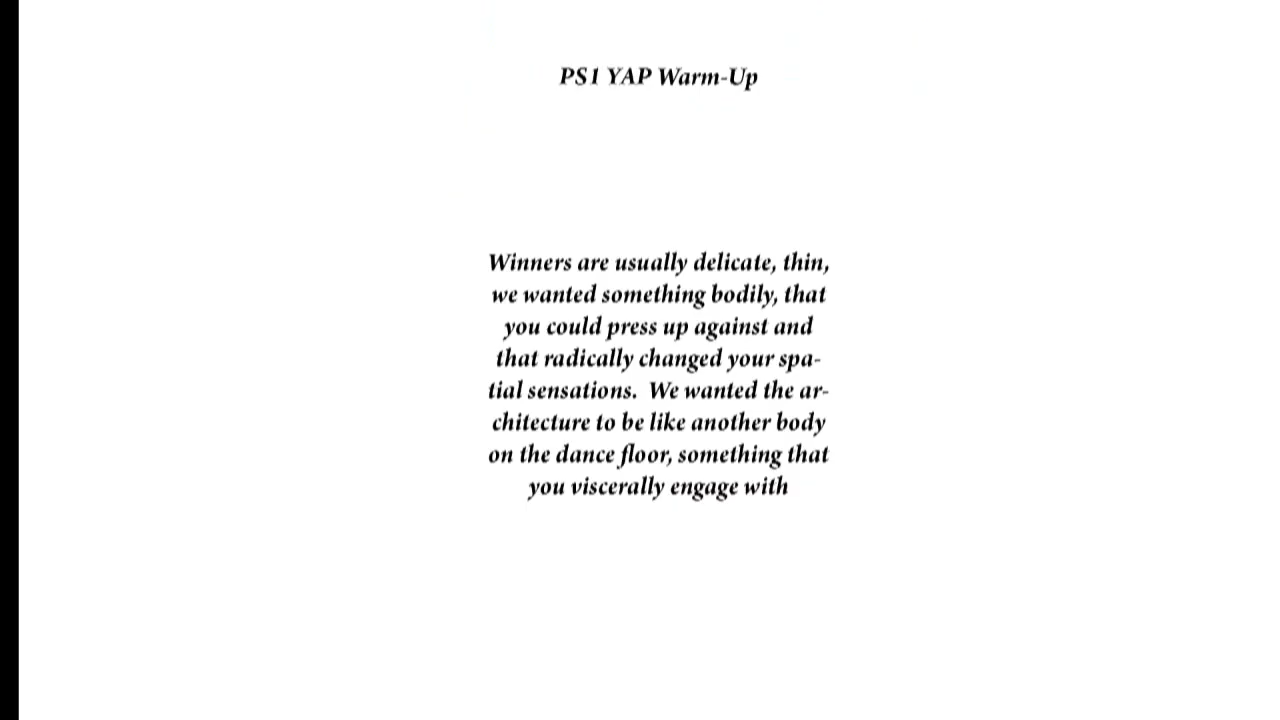 PS1 YAP Warm-Up
Winners are usually delicate, thin,
we wanted something bodily, that
you could press up against and
that radically changed your spa-
tial sensations.  We wanted the ar-
chitecture to be like another body
on the dance floor, something that
you viscerally engage with